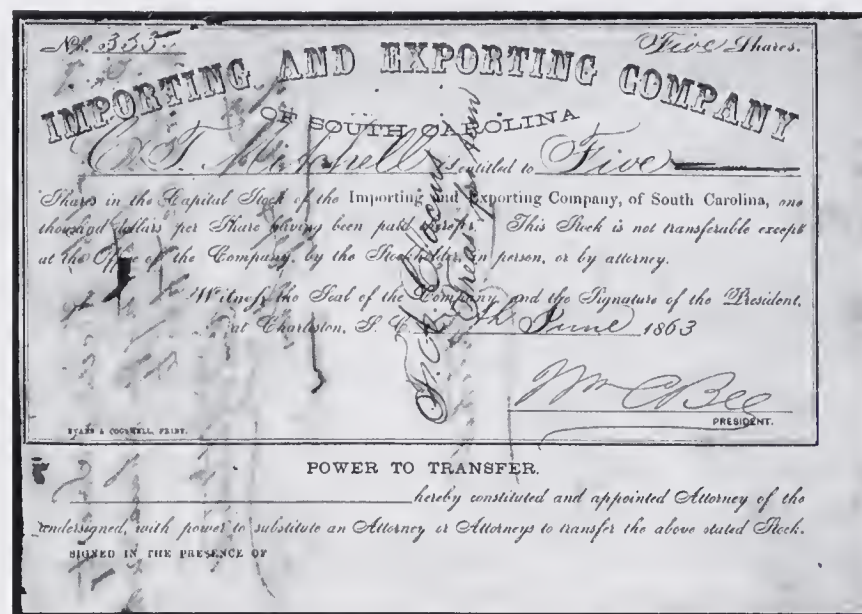 No. 335. Five Shares.
IMPORTING AND EXPORTING COMPANY
OF SOUTH CAROLINA
C. T. Mitchell is entitled to Five
Shares in the Capital Stock of the Importing and Exporting Company, of South Carolina, one
thousand dollars per Share having been paid thereon. This Stock is not transferable except
at the Office of the Company, by the Stockholder, in person, or by attorney.
Witness the Seal of the Company and the Signature of the President,
at Charleston, S. C. th June 1863
Wm C Bee
PRESIDENT.
EVANS & COGSWELL, PRINT.
Treas
POWER TO TRANSFER.
hereby constituted and appointed Attorney of the
undersigned, with power to substitute an Attorney or Attorneys to transfer the above stated Stock.
SIGNED IN THE PRESENCE OF